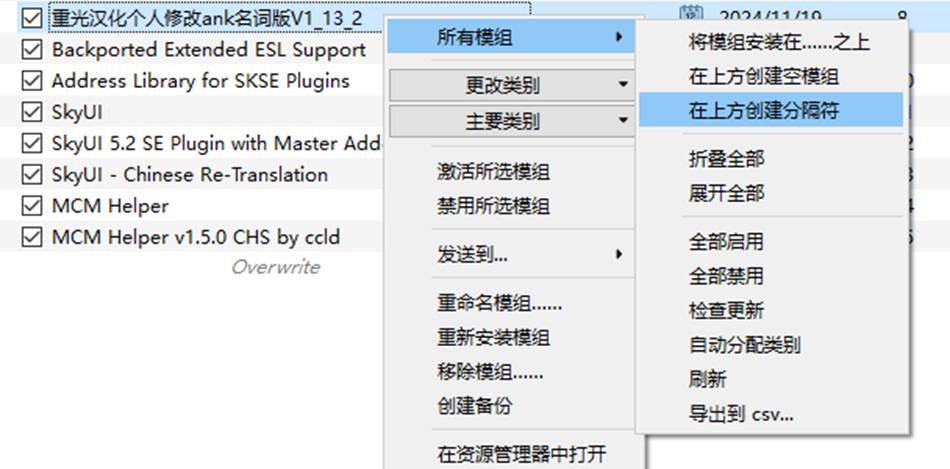 重光汉化个人修改ank名词版V1_13_2
2024/11/19
8
Backported Extended ESL Support
Address Library for SKSE Plugins
SkyUI
SkyUI 5.2 SE Plugin with Master Add
SkyUI - Chinese Re-Translation
MCM Helper
MCM Helper v1.5.0 CHS by ccld
Overwrite
所有模组
更改类别
主要类别
激活所选模组
禁用所选模组
发送到...
重命名模组......
重新安装模组
移除模组......
创建备份
在资源管理器中打开
将模组安装在......之上
在上方创建空模组
在上方创建分隔符
折叠全部
展开全部
全部启用
全部禁用
检查更新
自动分配类别
刷新
导出到 csv...